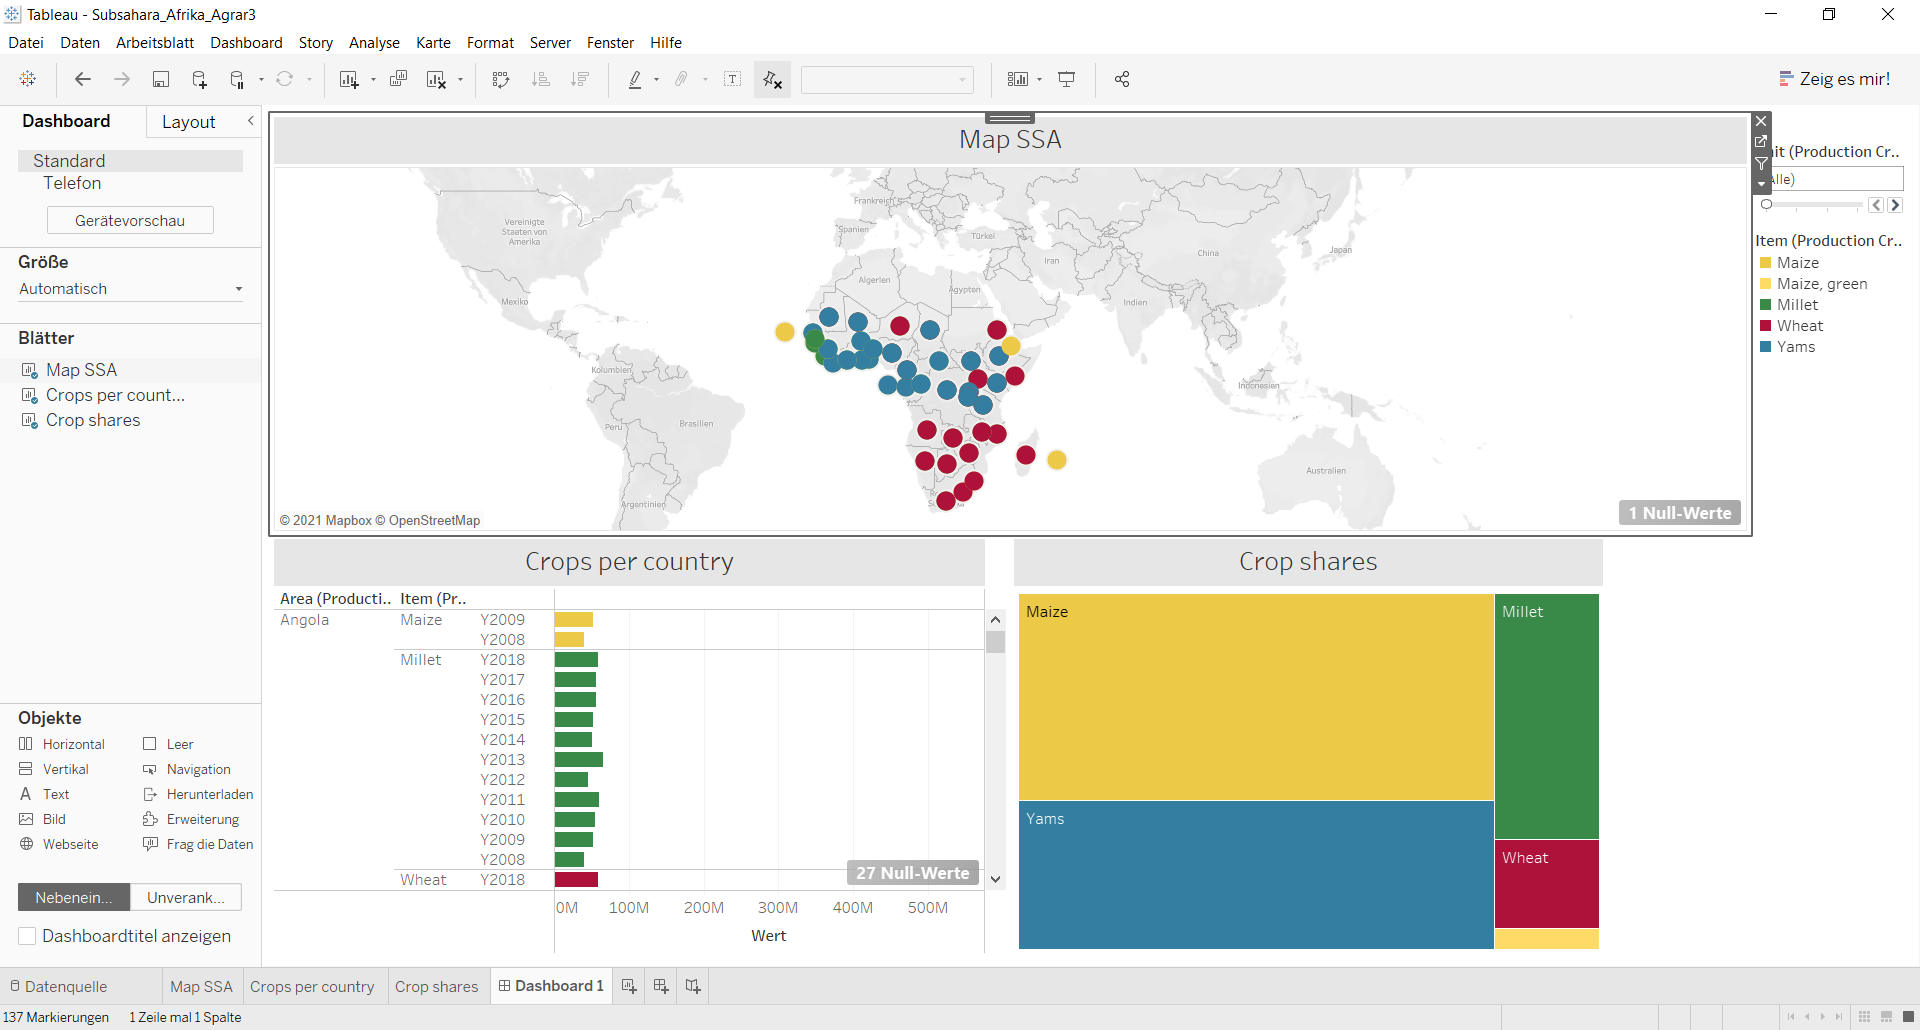 Tableau - Subsahara_Afrika_Agrar3
Datei Daten Arbeitsblatt Dashboard Story Analyse Karte Format Server Fenster Hilfe
Zeig es mir!
Dashboard Layout
Standard
Telefon
Gerätevorschau
Größe
Automatisch
Blätter
Map SSA
Crops per count...
Crop shares
Objekte
Horizontal Leer
Vertikal Navigation
Text Herunterladen
Bild Erweiterung
Webseite Frag die Daten
Nebenein... Unverank...
Dashboardtitel anzeigen
Map SSA
Vereinigte
Staaten von
Amerika
Mexiko
Kolumbien
Peru
Brasilien
Argentinien
Frankreich
Spanien
Türkei
Algerien
Ägypten
Iran
China
Japan
Indien
Indonesien
Australien
© 2021 Mapbox © OpenStreetMap
1 Null-Werte
it (Production Cr..
Alle)
Item (Production Cr..
Maize
Maize, green
Millet
Wheat
Yams
Crops per country
Area (Producti.. Item (Pr..
Angola Maize Y2009
Y2008
Millet Y2018
Y2017
Y2016
Y2015
Y2014
Y2013
Y2012
Y2011
Y2010
Y2009
Y2008
Wheat Y2018
27 Null-Werte
0M 100M 200M 300M 400M 500M
Wert
Crop shares
Maize
Millet
Yams
Wheat
Datenquelle Map SSA Crops per country Crop shares Dashboard 1
137 Markierungen 1 Zeile mal 1 Spalte